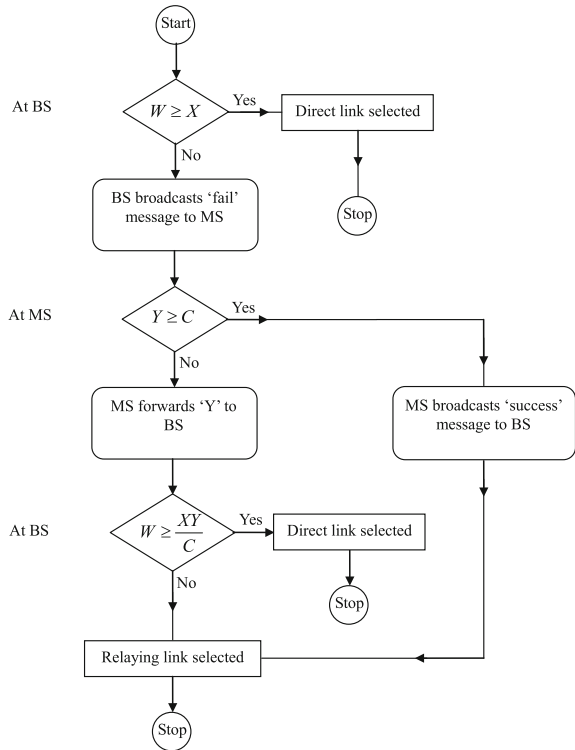 Start
At BS
W ≥ X
Yes
Direct link selected
No
BS broadcasts ‘fail’
message to MS
Stop
At MS
Y ≥ C
Yes
No
MS forwards ‘Y’ to
BS
MS broadcasts ‘success’
message to BS
At BS
W ≥ XY/C
Yes
Direct link selected
No
Stop
Relaying link selected
Stop